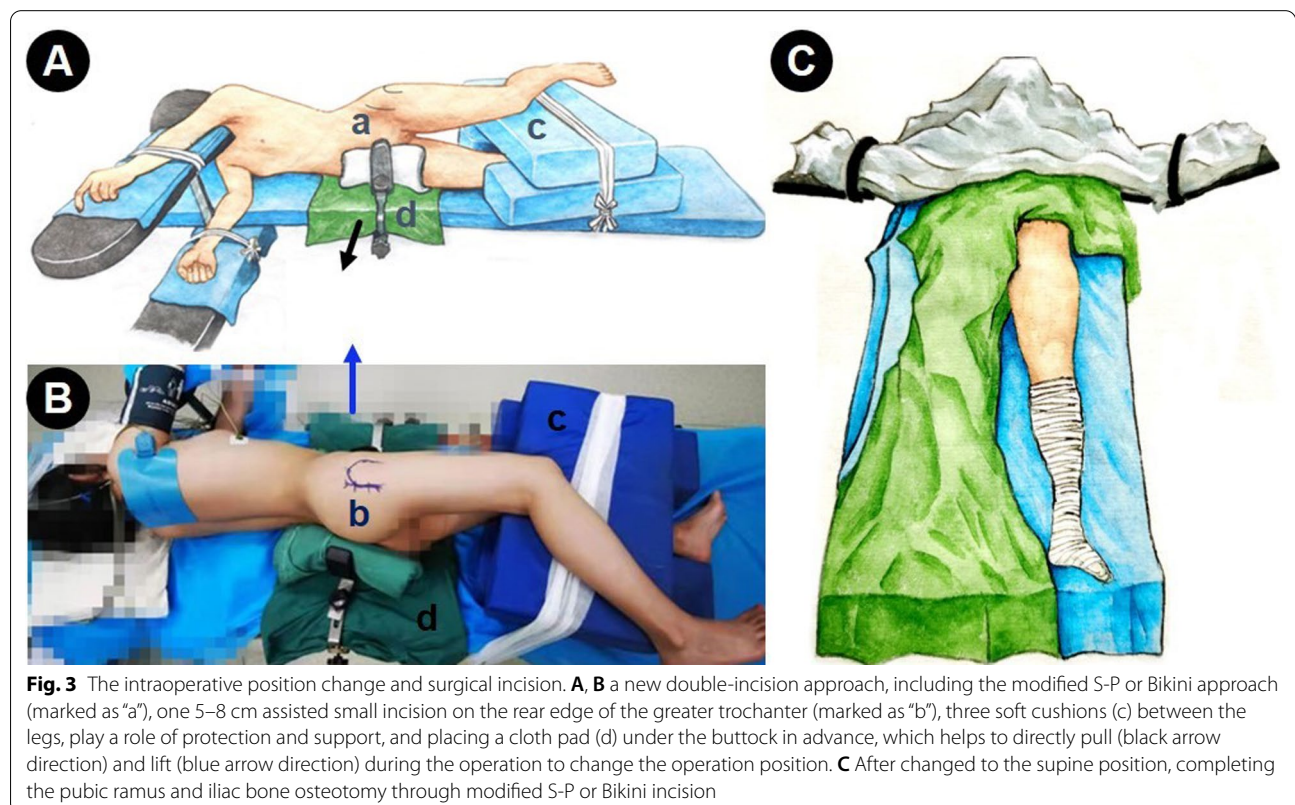 A
a
c
d
C
B
c
b
d
Fig. 3 The intraoperative position change and surgical incision. A, B a new double-incision approach, including the modified S-P or Bikini approach
(marked as “a”), one 5–8 cm assisted small incision on the rear edge of the greater trochanter (marked as “b”), three soft cushions (c) between the
legs, play a role of protection and support, and placing a cloth pad (d) under the buttock in advance, which helps to directly pull (black arrow
direction) and lift (blue arrow direction) during the operation to change the operation position. C After changed to the supine position, completing
the pubic ramus and iliac bone osteotomy through modified S-P or Bikini incision